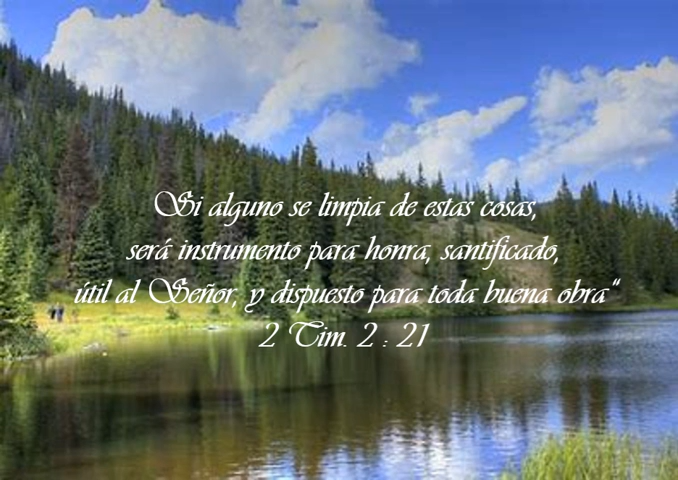 Si alguno se limpia de estas cosas,
será instrumento para honra, santificado,
útil al Señor, y dispuesto para toda buena obra"
2 Tim. 2 : 21